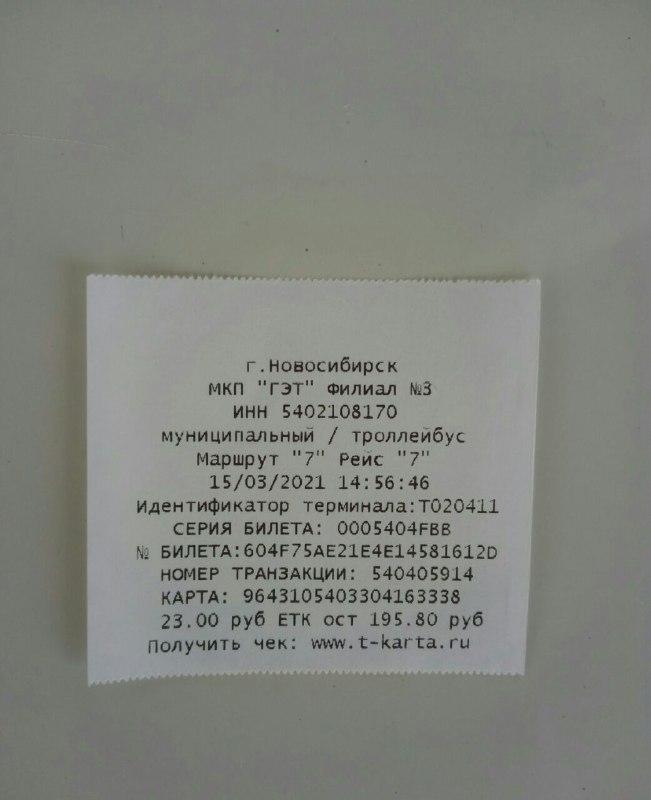 г.Новосибирск
МКП "ГЭТ" Филиал №3
ИНН 5402108170
муниципальный / троллейбус
Маршрут "7" Рейс "7"
15/03/2021 14:56:46
Идентификатор терминала:T020411
СЕРИЯ БИЛЕТА: 0005404FBB
№ БИЛЕТА:604F75AE21E4E14581612D
НОМЕР ТРАНЗАКЦИИ: 540405914
КАРТА: 9643105403304163338
23.00 руб ЕТК ост 195.80 руб
Получить чек: www.t-karta.ru